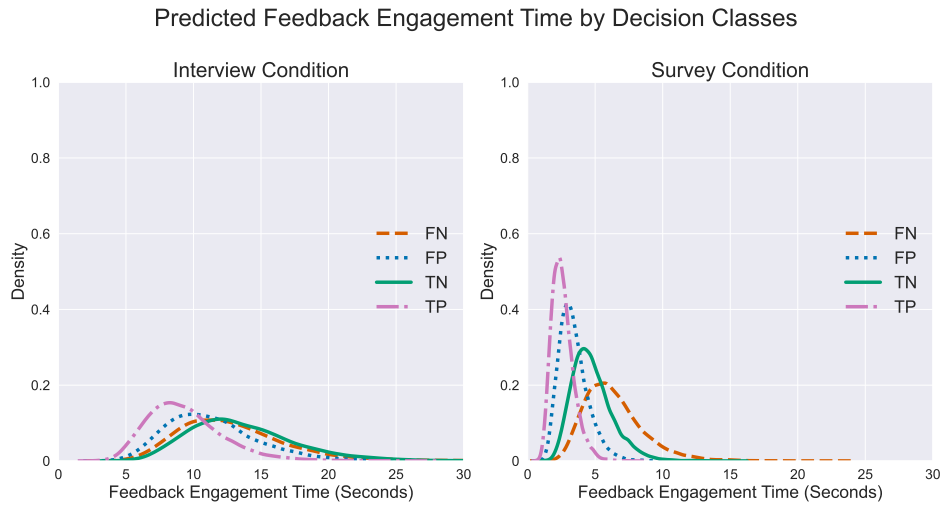 Predicted Feedback Engagement Time by Decision Classes
Interview Condition
1.0
0.8
0.6
0.4
0.2
0
Density
FN
FP
TN
TP
0 5 10 15 20 25 30
Feedback Engagement Time (Seconds)
Survey Condition
1.0
0.8
0.6
0.4
0.2
0
Density
FN
FP
TN
TP
0 5 10 15 20 25 30
Feedback Engagement Time (Seconds)